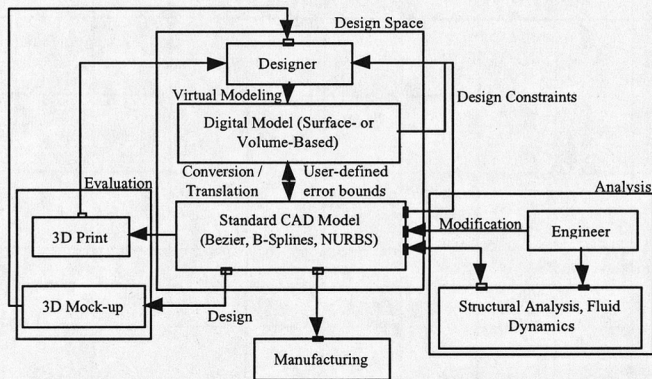 Design Space
Designer
Virtual Modeling
Design Constraints
Digital Model (Surface- or
Volume-Based)
Conversion /
Translation
User-defined
error bounds
Evaluation
Analysis
3D Print
Standard CAD Model
(Bezier, B-Splines, NURBS)
Modification
Engineer
3D Mock-up
Design
Structural Analysis, Fluid
Dynamics
Manufacturing